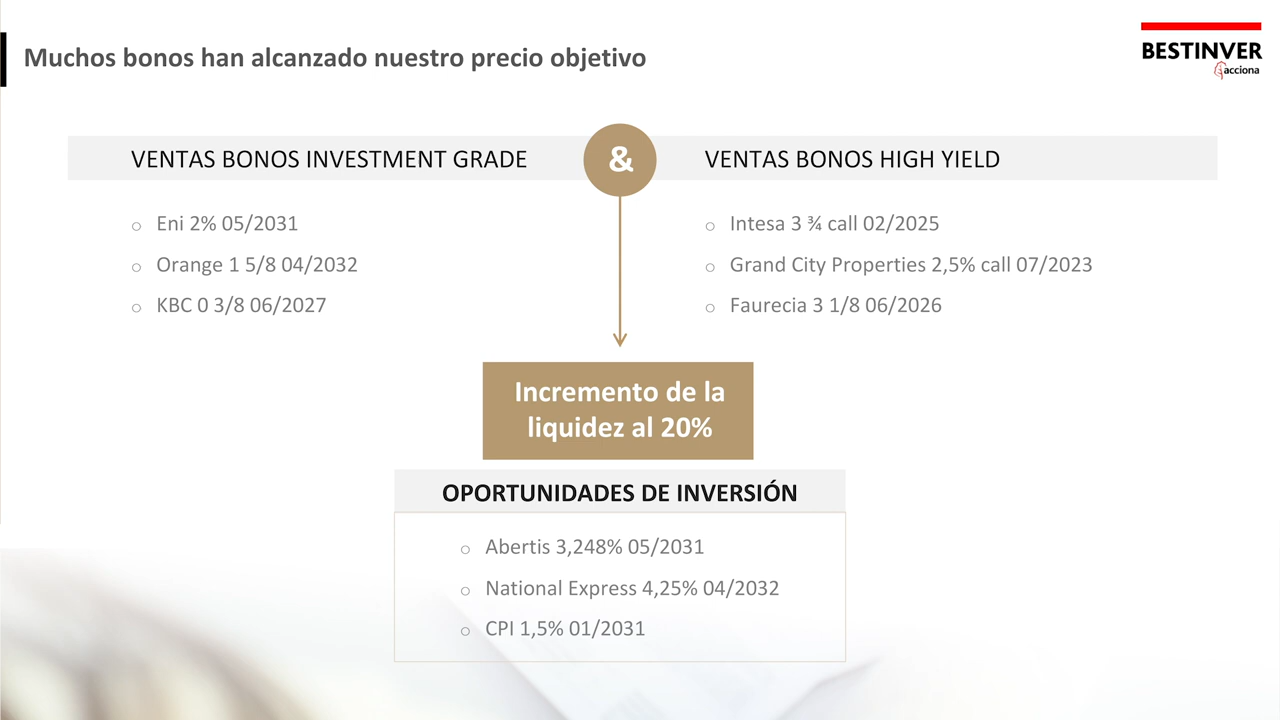 Muchos bonos han alcanzado nuestro precio objetivo
BESTINVER
acciona
VENTAS BONOS INVESTMENT GRADE
&
VENTAS BONOS HIGH YIELD
○ Eni 2% 05/2031
○ Orange 1 5/8 04/2032
○ KBC 0 3/8 06/2027
○ Intesa 3 ¾ call 02/2025
○ Grand City Properties 2,5% call 07/2023
○ Faurecia 3 1/8 06/2026
Incremento de la
liquidez al 20%
OPORTUNIDADES DE INVERSIÓN
○ Abertis 3,248% 05/2031
○ National Express 4,25% 04/2032
○ CPI 1,5% 01/2031